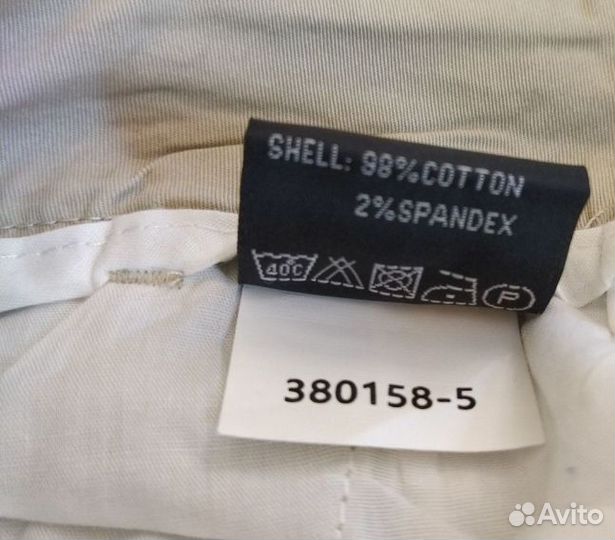 SHELL: 98%COTTON
2%SPANDEX
40C
P
380158-5
Avito